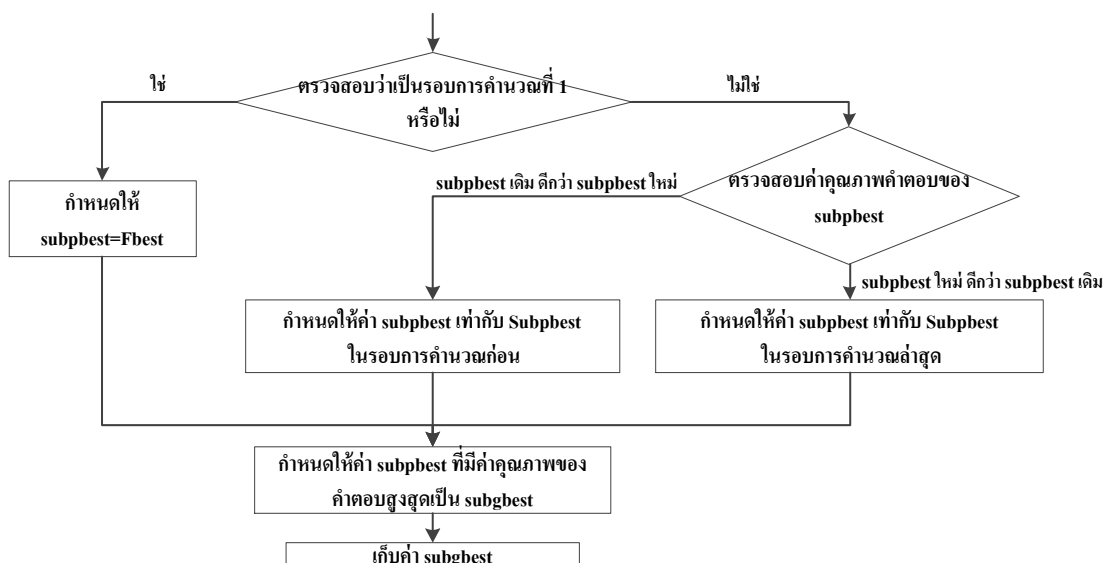 ตรวจสอบว่าเป็นรอบการคำนวณที่ 1
หรือไม่
ใช่
ไม่ใช่
กำหนดให้
subpbest=Fbest
ตรวจสอบค่าคุณภาพคำตอบของ
subpbest
subpbest เดิม ดีกว่า subpbest ใหม่
subpbest ใหม่ ดีกว่า subpbest เดิม
กำหนดให้ค่า subpbest เท่ากับ Subpbest
ในรอบการคำนวณก่อน
กำหนดให้ค่า subpbest เท่ากับ Subpbest
ในรอบการคำนวณล่าสุด
กำหนดให้ค่า subpbest ที่มีค่าคุณภาพของ
คำตอบสูงสุดเป็น subgbest
เก็บค่า subgbest